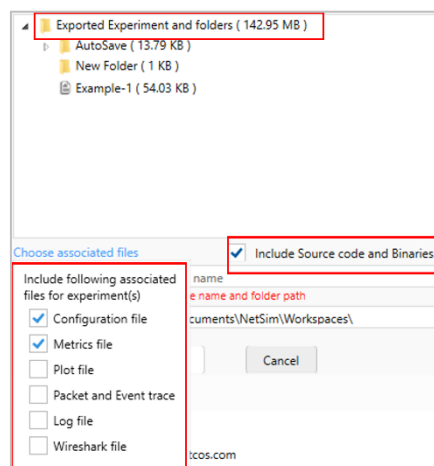 Exported Experiment and folders ( 142.95 MB )
AutoSave ( 13.79 KB )
New Folder ( 1 KB )
Example-1 ( 54.03 KB )
Choose associated files
Include Source code and Binaries
Include following associated
files for experiment(s)
name
e name and folder path
Configuration file
cuments\NetSim\Workspaces\
Metrics file
Plot file
Cancel
Packet and Event trace
Log file
Wireshark file
tcos.com